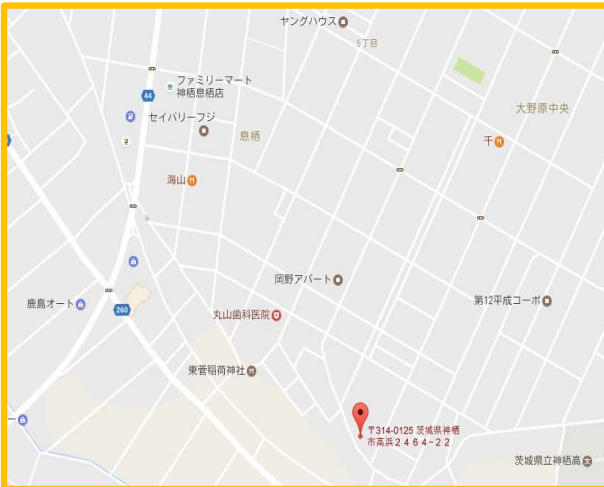 ヤングハウス
5丁目
ファミリーマート
神栖息栖店
44
大野原中央
セイバリーフジ
息栖
千
海山
岡野アパート
鹿島オート
260
第12平成コーポ
丸山歯科医院
東菅稲荷神社
〒314-0125 茨城県神栖
市高浜２４６４−２２
茨城県立神栖高